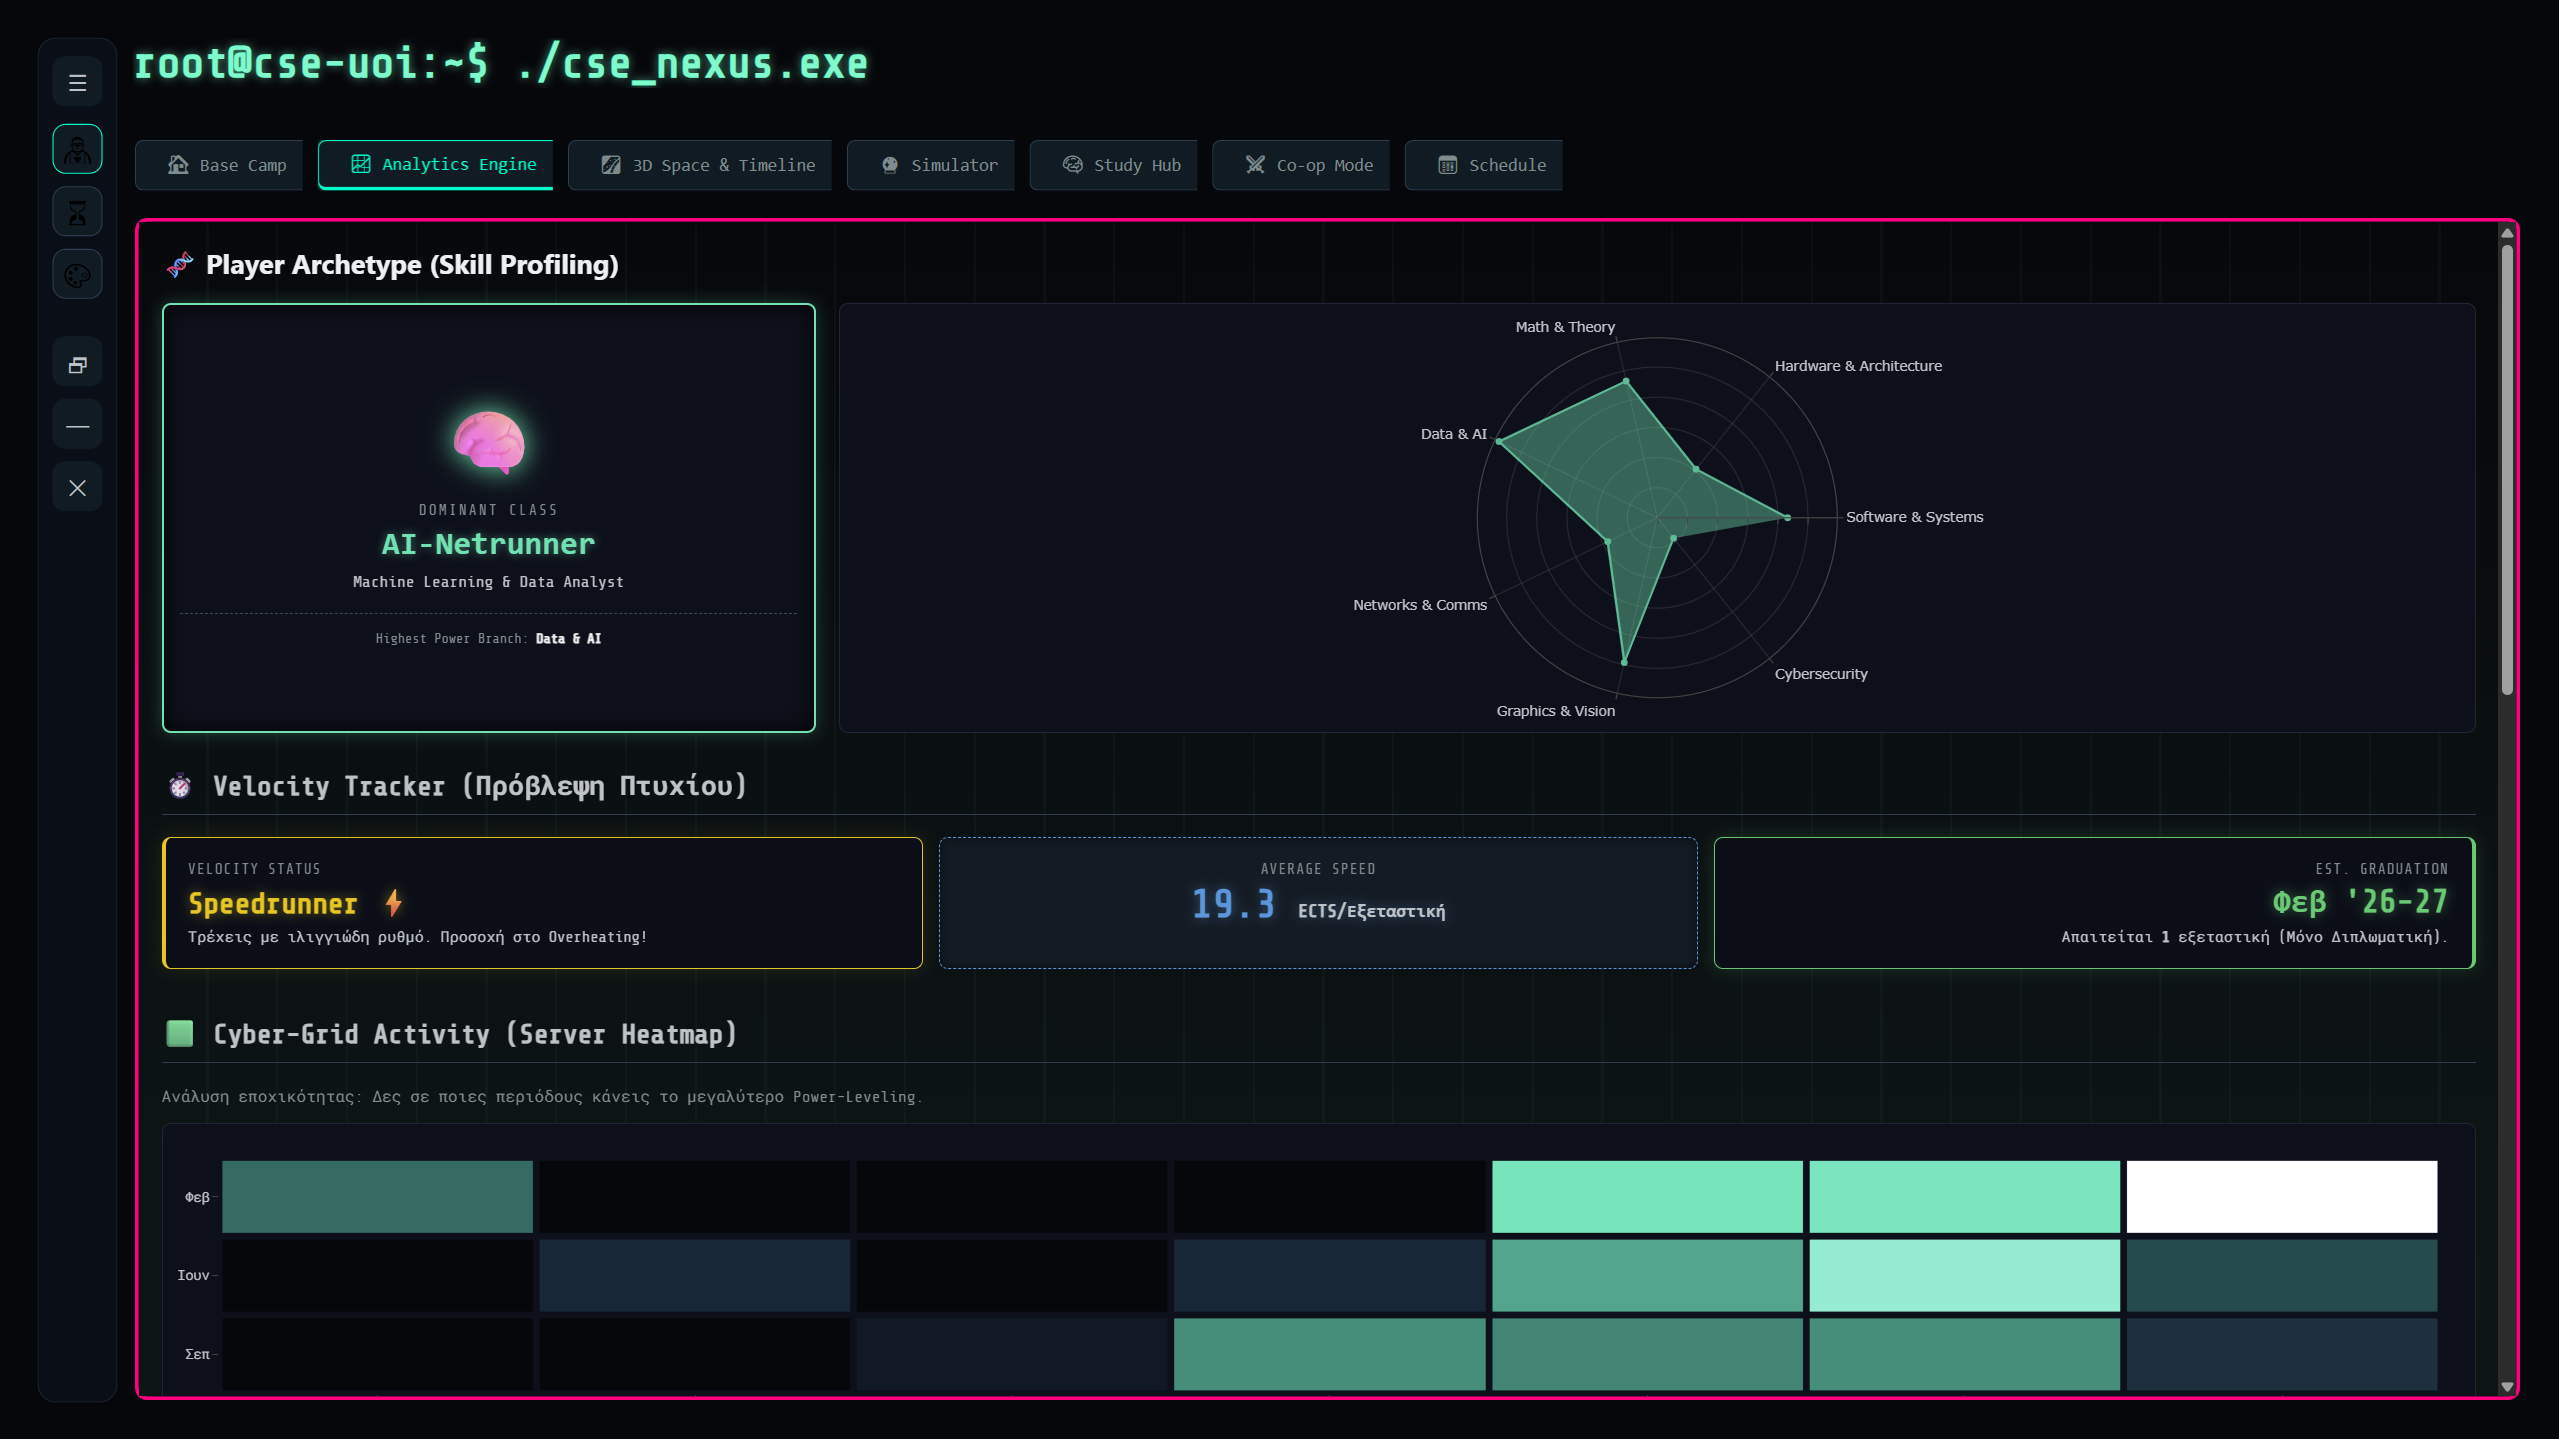 root@cse-uoi:~$ ./cse_nexus.exe
Base Camp
Analytics Engine
3D Space & Timeline
Simulator
Study Hub
Co-op Mode
Schedule
Player Archetype (Skill Profiling)
DOMINANT CLASS
AI-Netrunner
Machine Learning & Data Analyst
Highest Power Branch: Data & AI
Math & Theory
Hardware & Architecture
Data & AI
Software & Systems
Networks & Comms
Cybersecurity
Graphics & Vision
Velocity Tracker (Πρόβλεψη Πτυχίου)
VELOCITY STATUS
Speedrunner
Τρέχεις με ιλιγγιώδη ρυθμό. Προσοχή στο Overheating!
AVERAGE SPEED
19.3 ECTS/Εξεταστική
EST. GRADUATION
Φεβ '26-27
Απαιτείται 1 εξεταστική (Μόνο Διπλωματική).
Cyber-Grid Activity (Server Heatmap)
Ανάλυση εποχικότητας: Δες σε ποιες περιόδους κάνεις το μεγαλύτερο Power-Leveling.
Φεβ
Ιουν
Σεπ